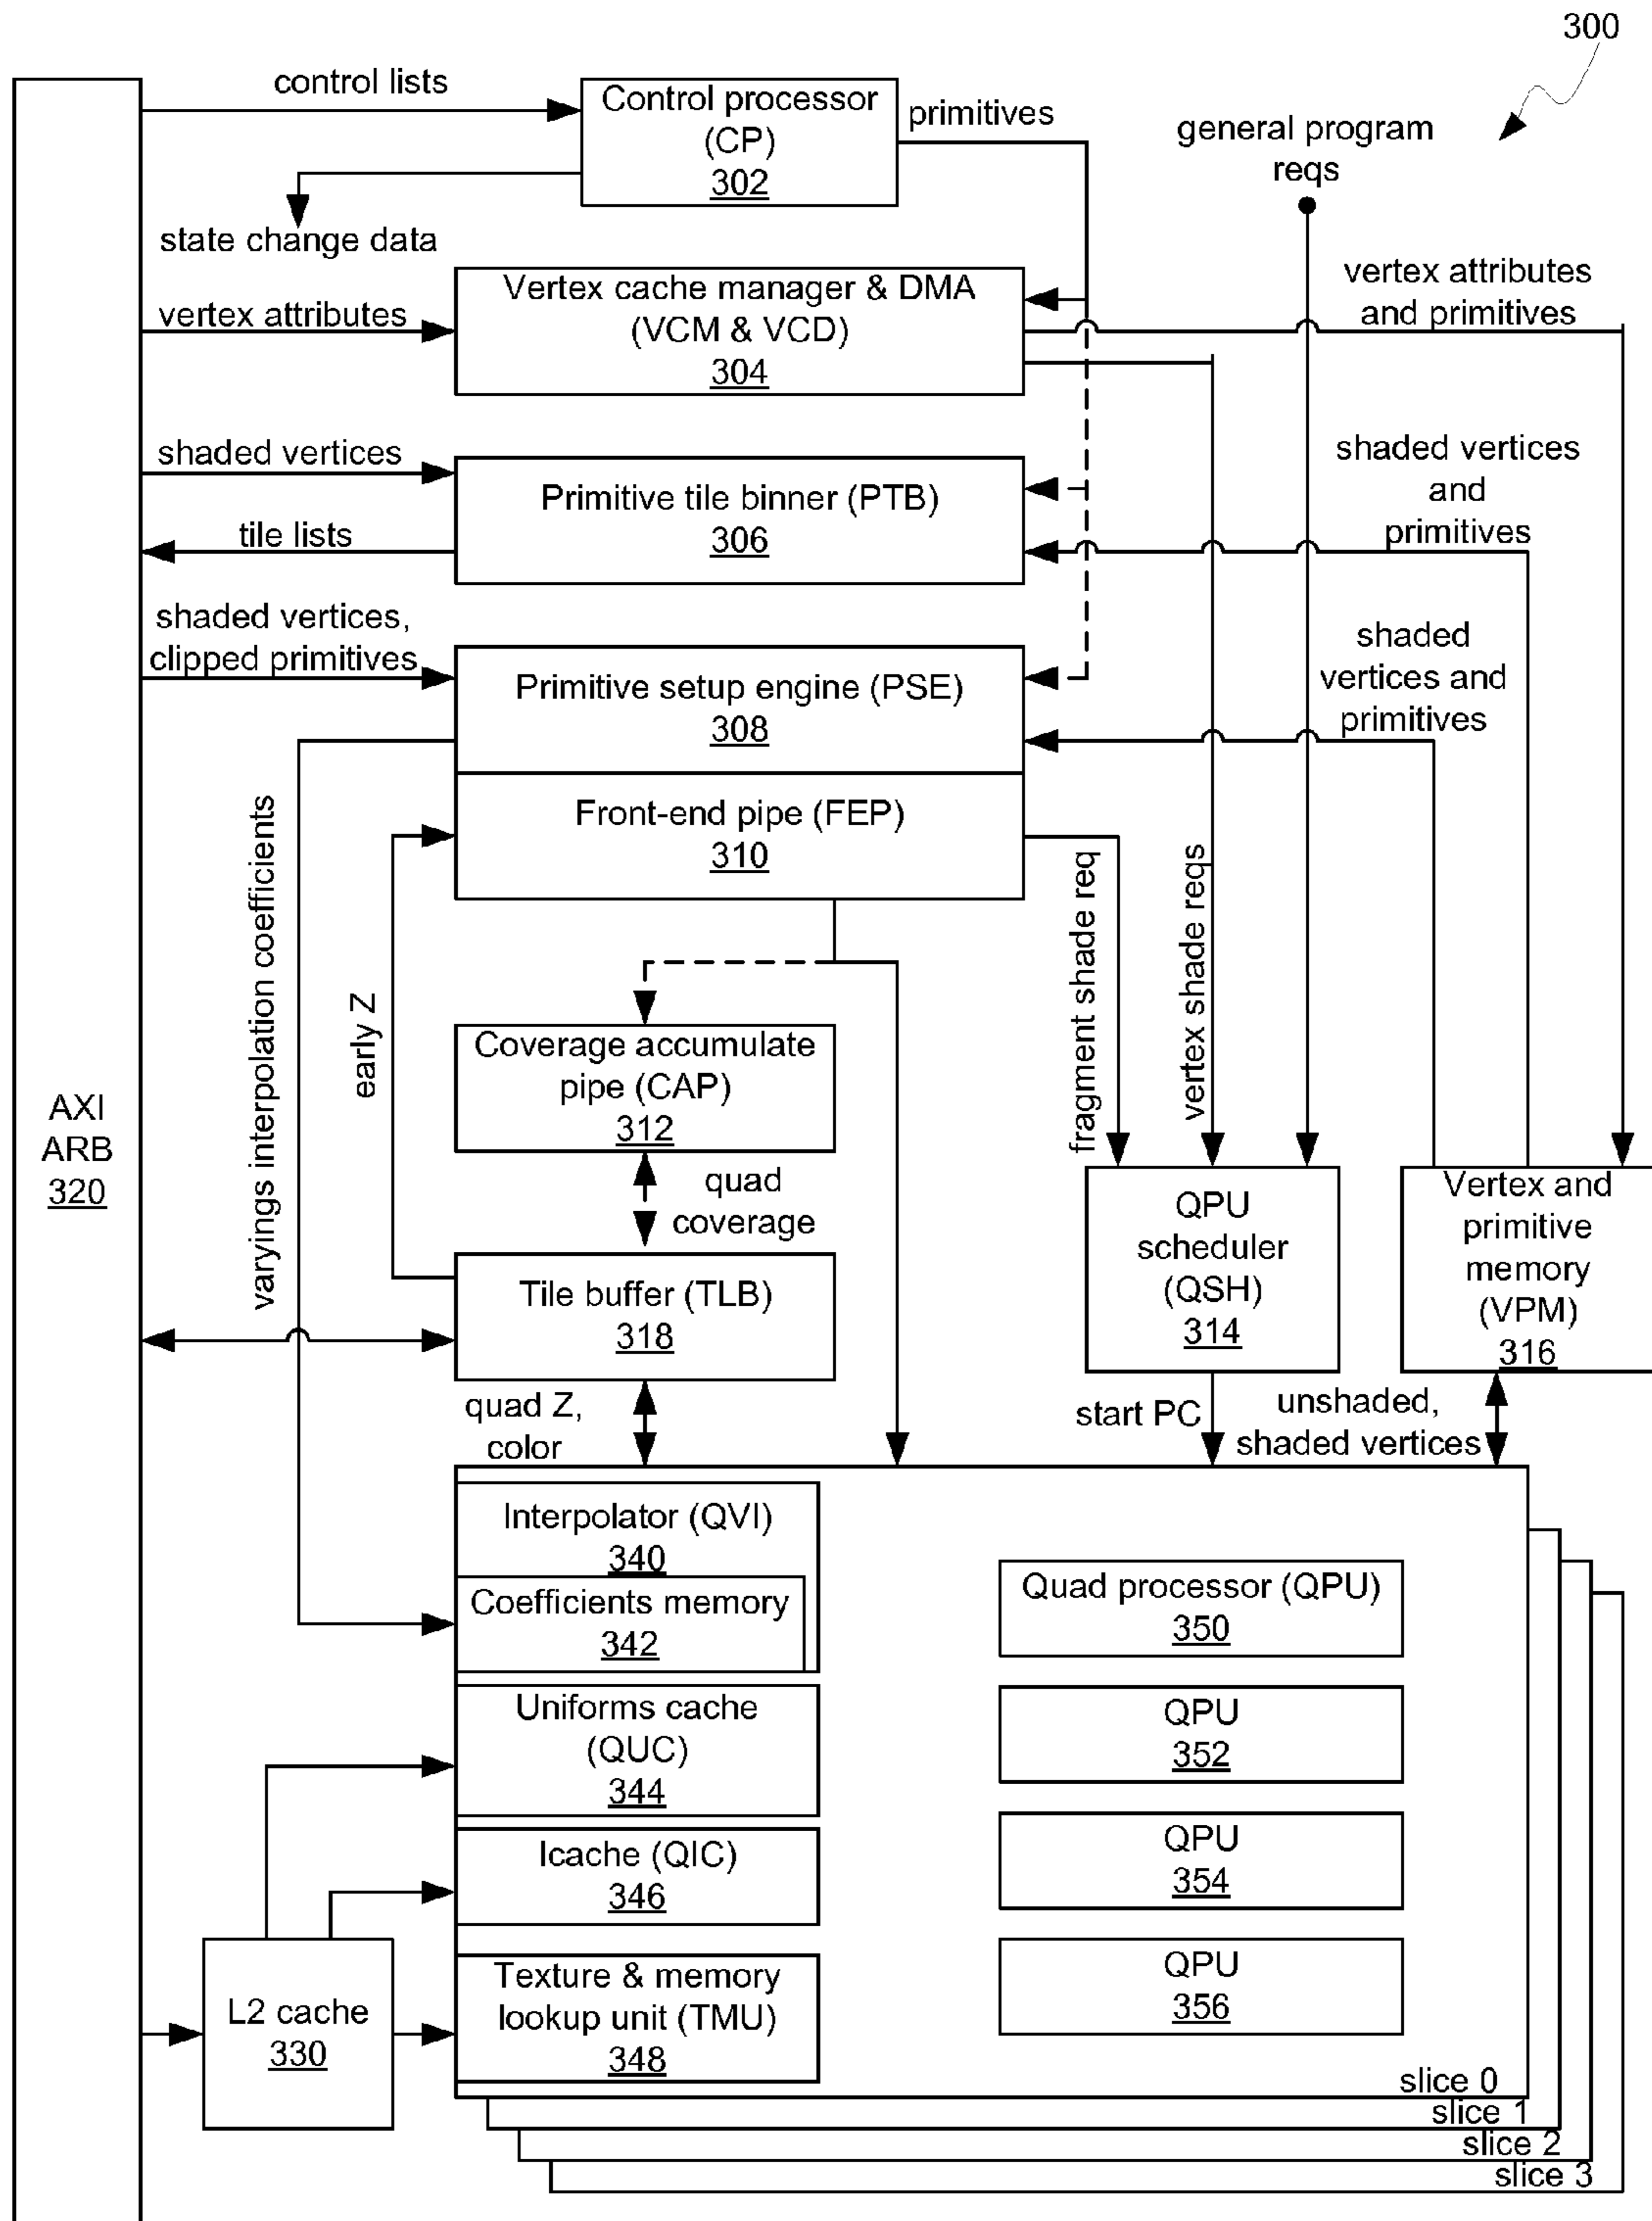 300
control lists
Control processor
(CP)
302
primitives
general program
reqs
state change data
vertex attributes
Vertex cache manager & DMA
(VCM & VCD)
304
vertex attributes
and primitives
shaded vertices
tile lists
Primitive tile binner (PTB)
306
shaded vertices
and
primitives
shaded vertices,
clipped primitives
Primitive setup engine (PSE)
308
shaded
vertices and
primitives
Front-end pipe (FEP)
310
varyings interpolation coefficients
early Z
fragment shade req
vertex shade reqs
Coverage accumulate
pipe (CAP)
312
quad
coverage
AXI
ARB
320
Tile buffer (TLB)
318
QPU
scheduler
(QSH)
314
Vertex and
primitive
memory
(VPM)
316
quad Z,
color
start PC
unshaded,
shaded vertices
Interpolator (QVI)
340
Coefficients memory
342
Uniforms cache
(QUC)
344
Icache (QIC)
346
Texture & memory
lookup unit (TMU)
348
Quad processor (QPU)
350
QPU
352
QPU
354
QPU
356
L2 cache
330
slice 0
slice 1
slice 2
slice 3